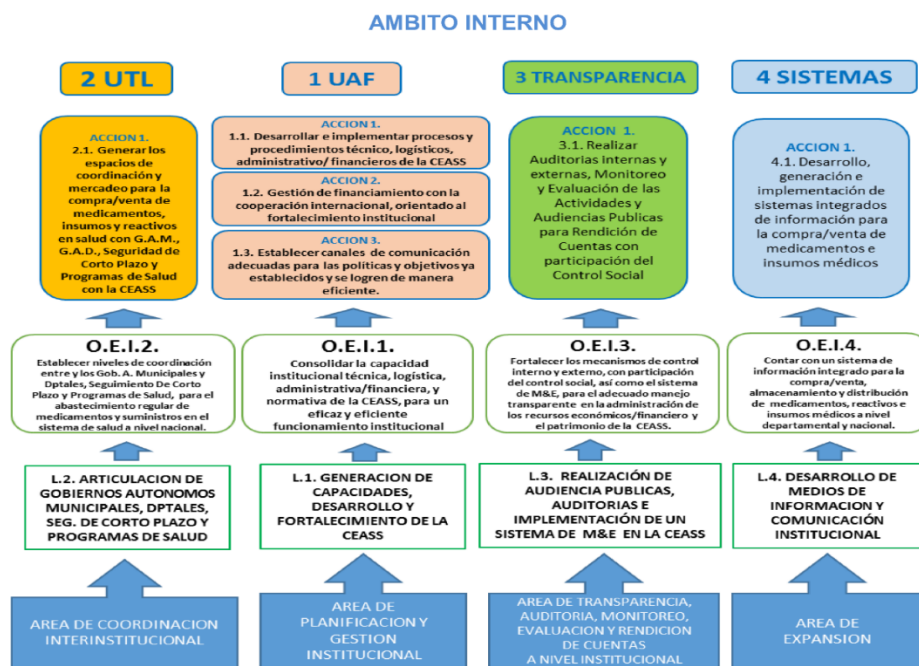 AMBITO INTERNO
2 UTL
1 UAF
3 TRANSPARENCIA
4 SISTEMAS
ACCION 1.
2.1. Generar los
espacios de
coordinación y
mercadeo para la
compra/venta de
medicamentos,
insumos y reactivos
en salud con G.A.M.,
G.A.D., Seguridad de
Corto Plazo y
Programas de Salud
con la CEASS
ACCION 1.
1.1. Desarrollar e implementar procesos y
procedimientos técnico, logísticos,
administrativo/ financieros de la CEASS
ACCION 2.
1.2. Gestión de financiamiento con la
cooperación internacional, orientado al
fortalecimiento institucional
ACCION 3.
1.3. Establecer canales de comunicación
adecuadas para las políticas y objetivos ya
establecidos y se logren de manera
eficiente.
ACCION 1.
3.1. Realizar
Auditorias Internas y
externas, Monitoreo
y Evaluación de las
Actividades y
Audiencias Publicas
para Rendición de
Cuentas con
participación del
Control Social
ACCION 1.
4.1. Desarrollo,
generación e
implementación de
sistemas integrados
de información para
la compra/venta de
medicamentos e
insumos médicos
O.E.I.2.
Establecer niveles de coordinación
entre y los Gob. A. Municipales y
Dptales, Seguimiento De Corto
Plazo y Programas de Salud, para el
abastecimiento regular de
medicamentos y suministros en el
sistema de salud a nivel nacional.
O.E.I.1.
Consolidar la capacidad
institucional técnica, logística,
administrativa/financiera, y
normativa de la CEASS, para un
eficaz y eficiente
funcionamiento institucional
O.E.I.3.
Fortalecer los mecanismos de control
interno y externo, con participación
del control social, así como el sistema
de M&E, para el adecuado manejo
transparente en la administración de
los recursos económicos/financiero y
el patrimonio de la CEASS.
O.E.I.4.
Contar con un sistema de
información integrado para la
compra/venta,
almacenamiento y distribución
de medicamentos, reactivos e
insumos médicos a nivel
departamental y nacional.
L.2. ARTICULACION DE
GOBIERNOS AUTONOMOS
MUNICIPALES, DPTALES,
SEG. DE CORTO PLAZO Y
PROGRAMAS DE SALUD
L.1. GENERACION DE
CAPACIDADES,
DESARROLLO Y
FORTALECIMIENTO DE LA
CEASS
L.3. REALIZACIÓN DE
AUDIENCIA PUBLICAS,
AUDITORIAS E
IMPLEMENTACIÓN DE UN
SISTEMA DE M&E EN LA CEASS
L.4. DESARROLLO DE
MEDIOS DE
INFORMACION Y
COMUNICACIÓN
INSTITUCIONAL
AREA DE COORDINACION
INTERINSTITUCIONAL
AREA DE
PLANIFICACION Y
GESTION
INSTITUCIONAL
AREA DE TRANSPARENCIA,
AUDITORIA, MONITOREO,
EVALUACION Y RENDICION
DE CUENTAS
A NIVEL INSTITUCIONAL
AREA DE
EXPANSION